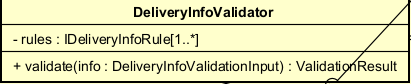 DeliveryInfoValidator
- rules : IDeliveryInfoRule[1..*]
+ validate(info : DeliveryInfoValidationInput) : ValidationResult